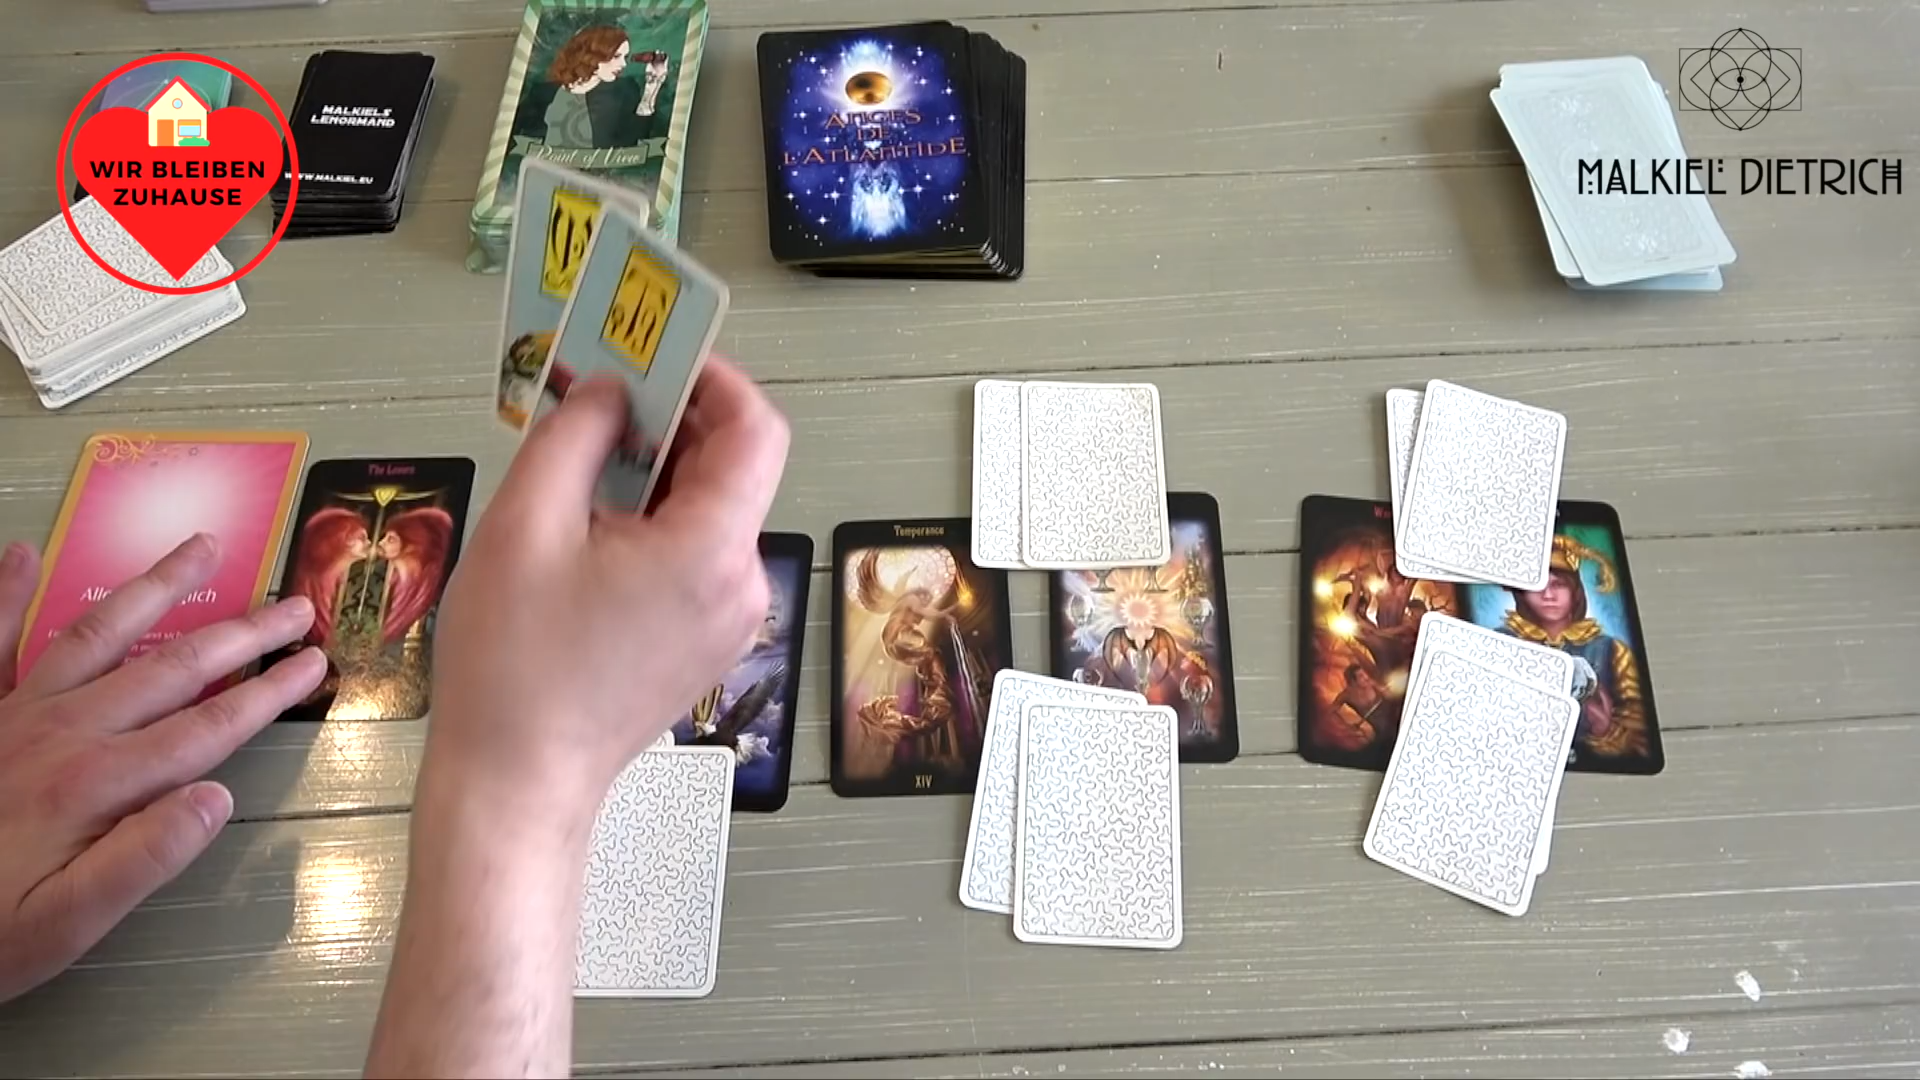 WIR BLEIBEN
ZUHAUSE
MALKIEL'S
LENORMAND
WWW.MALKIEL.EU
Point of View
ANGES
DE
L'ATLANTIDE
MALKIEL DIETRICH
The Lovers
Temperance
XIV